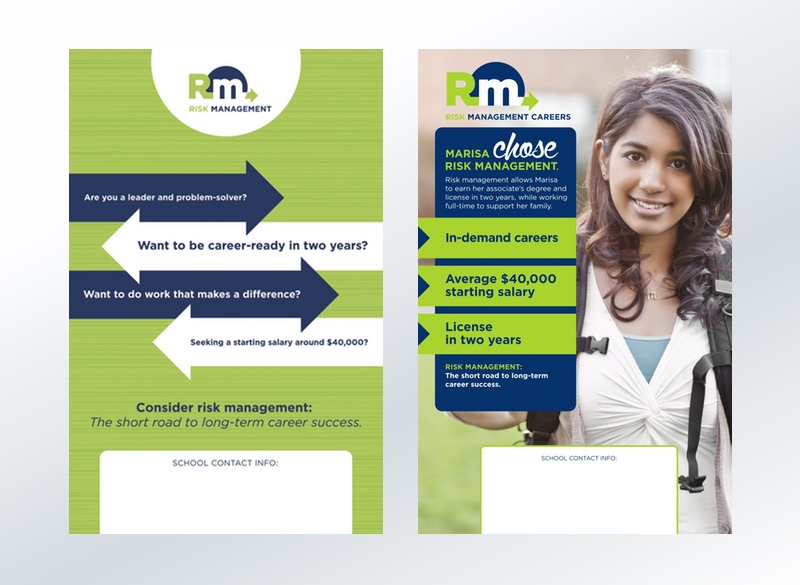 Rm
RISK MANAGEMENT
Are you a leader and problem-solver?
Want to be career-ready in two years?
Want to do work that makes a difference?
Seeking a starting salary around $40,000?
Consider risk management:
The short road to long-term career success.
SCHOOL CONTACT INFO:
Rm
RISK MANAGEMENT CAREERS
MARISA chose
RISK MANAGEMENT.
Risk management allows Marisa
to earn her associate's degree and
license in two years, while working
full-time to support her family.
In-demand careers
Average $40,000
starting salary
License
in two years
RISK MANAGEMENT:
The short road to long-term
career success.
SCHOOL CONTACT INFO: